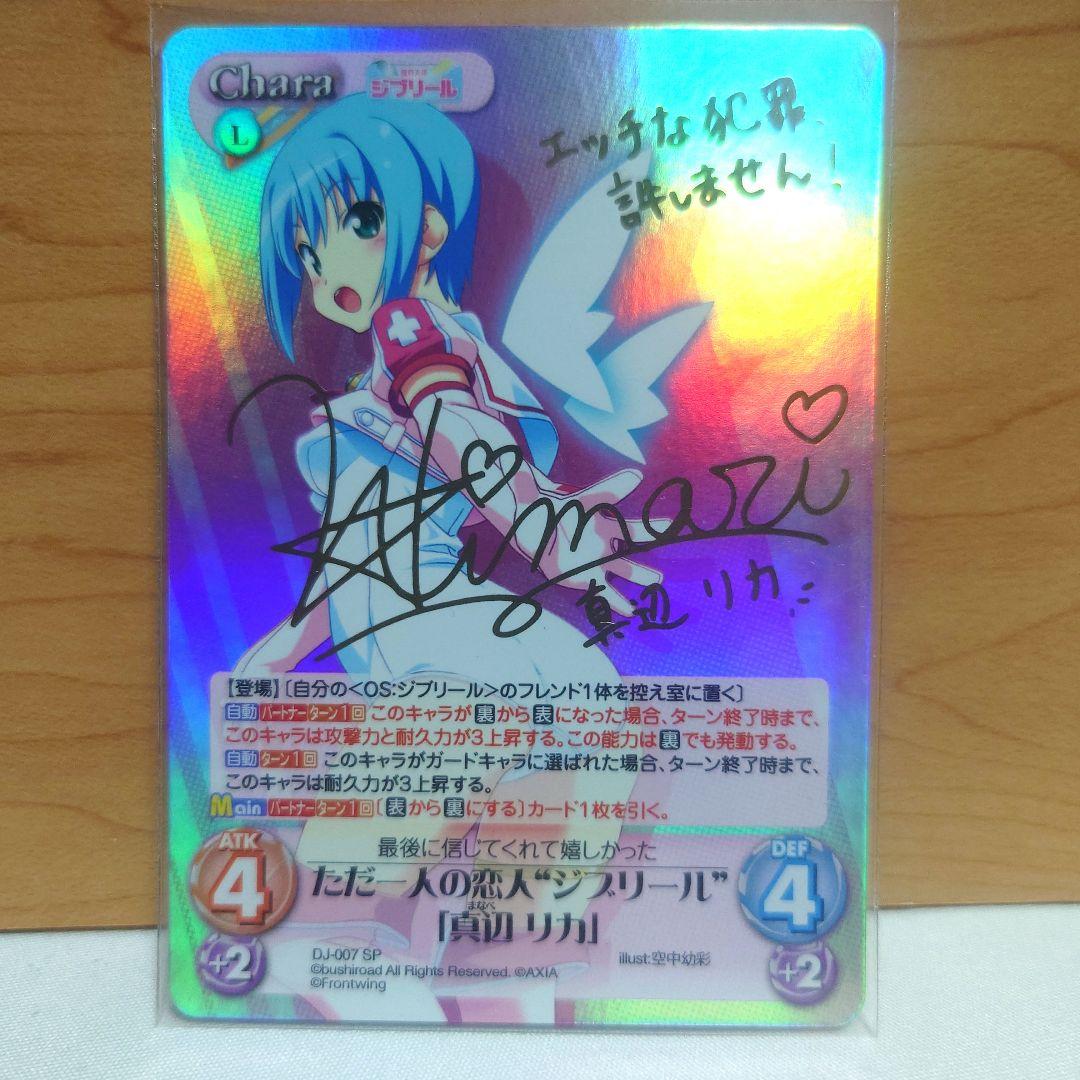 Chara
ジブリール
L
エッチな犯罪、
許しません!
Himari
真辺 リカ
【登場】〔自分の<OS:ジブリール>のフレンド1体を控え室に置く〕
自動 パートナー ターン1回 このキャラが裏から表になった場合、ターン終了時まで、
このキャラは攻撃力と耐久力が3上昇する。この能力は裏でも発動する。
自動 ターン1回 このキャラがガードキャラに選ばれた場合、ターン終了時まで、
このキャラは耐久力が3上昇する。
Main パートナー ターン1回〔表から裏にする〕カード1枚を引く。
ATK
4
+2
DEF
4
+2
最後に信じてくれて嬉しかった
ただ一人の恋人“ジブリール”
まなべ
「真辺 リカ」
DJ-007 SP
illust:空中幼彩
©bushiroad All Rights Reserved. ©AXIA
©Frontwing